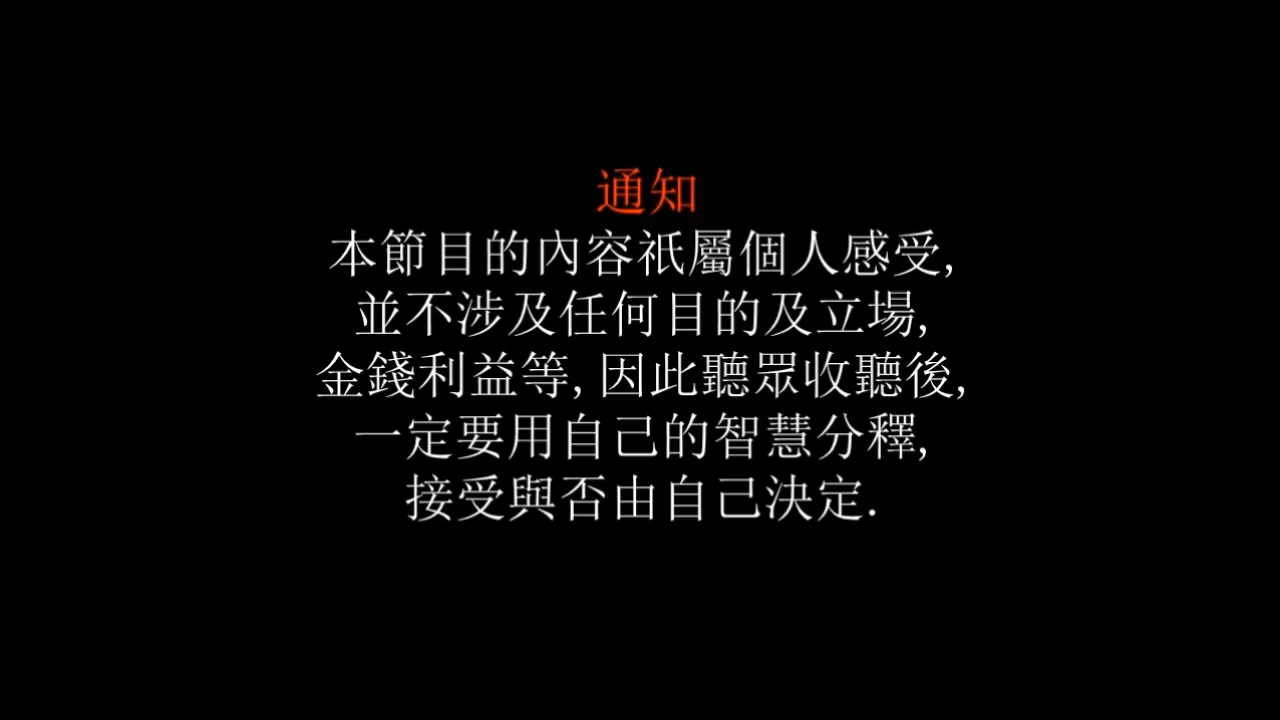 通知
本節目的內容祇屬個人感受,
並不涉及任何目的及立場,
金錢利益等, 因此聽眾收聽後,
一定要用自己的智慧分釋,
接受與否由自己決定.